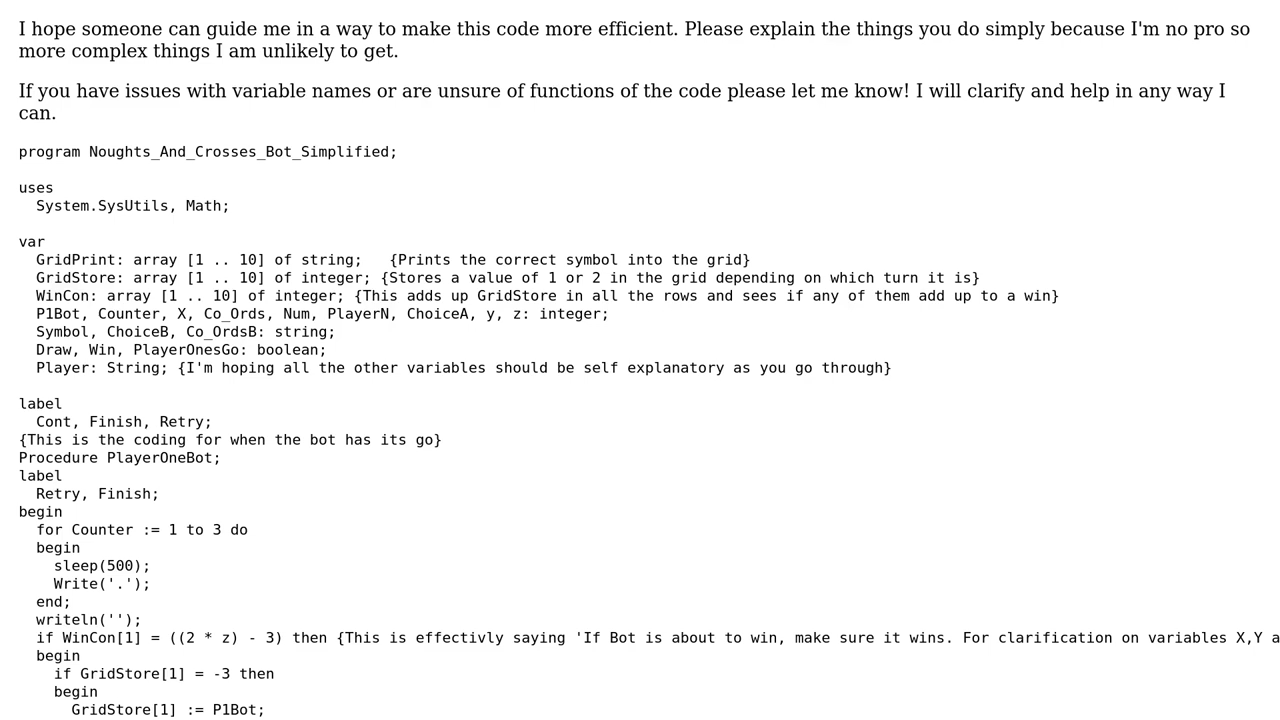 I hope someone can guide me in a way to make this code more efficient. Please explain the things you do simply because I'm no pro so
more complex things I am unlikely to get.
If you have issues with variable names or are unsure of functions of the code please let me know! I will clarify and help in any way I
can.
program Noughts_And_Crosses_Bot_Simplified;
uses
  System.SysUtils, Math;
var
  GridPrint: array [1 .. 10] of string;   {Prints the correct symbol into the grid}
  GridStore: array [1 .. 10] of integer; {Stores a value of 1 or 2 in the grid depending on which turn it is}
  WinCon: array [1 .. 10] of integer; {This adds up GridStore in all the rows and sees if any of them add up to a win}
  P1Bot, Counter, X, Co_Ords, Num, PlayerN, ChoiceA, y, z: integer;
  Symbol, ChoiceB, Co_OrdsB: string;
  Draw, Win, PlayerOnesGo: boolean;
  Player: String; {I'm hoping all the other variables should be self explanatory as you go through}
label
  Cont, Finish, Retry;
{This is the coding for when the bot has its go}
Procedure PlayerOneBot;
label
  Retry, Finish;
begin
  for Counter := 1 to 3 do
  begin
    sleep(500);
    Write('.');
  end;
  writeln('');
  if WinCon[1] = ((2 * z) - 3) then {This is effectivly saying 'If Bot is about to win, make sure it wins. For clarification on variables X,Y a
  begin
    if GridStore[1] = -3 then
    begin
      GridStore[1] := P1Bot;